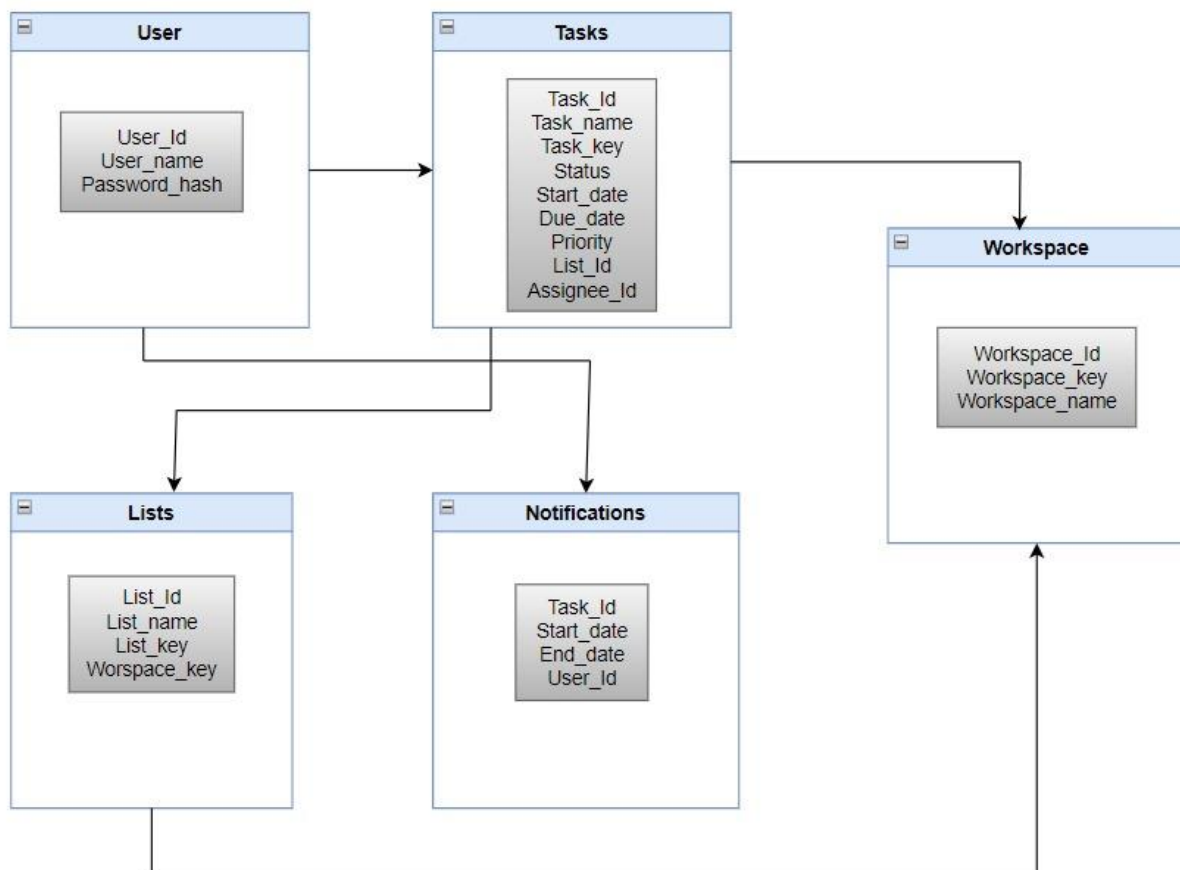 User
User_Id
User_name
Password_hash
Tasks
Task_Id
Task_name
Task_key
Status
Start_date
Due_date
Priority
List_Id
Assignee_Id
Workspace
Workspace_Id
Workspace_key
Workspace_name
Lists
List_Id
List_name
List_key
Worspace_key
Notifications
Task_Id
Start_date
End_date
User_Id